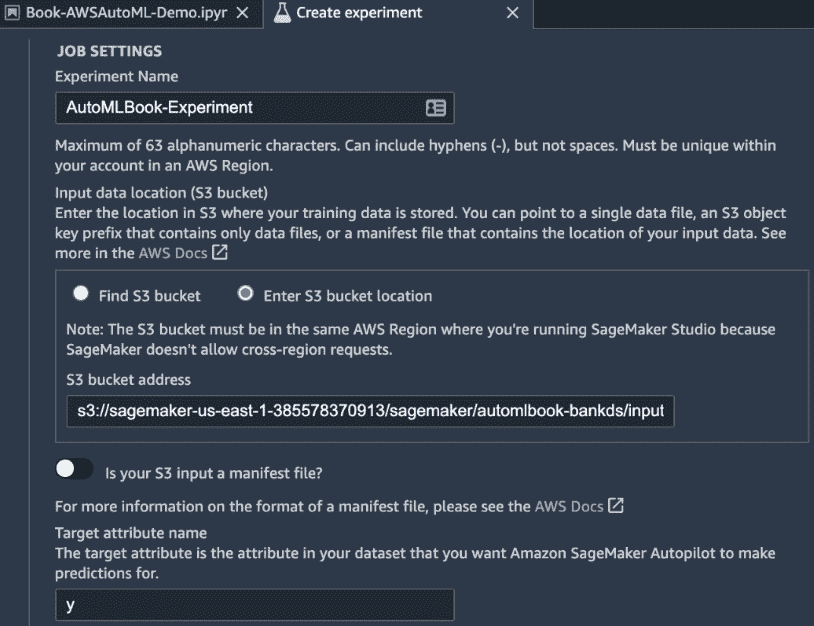 Book-AWSAutoML-Demo.ipyr
Create experiment
JOB SETTINGS
Experiment Name
AutoMLBook-Experiment
Maximum of 63 alphanumeric characters. Can include hyphens (-), but not spaces. Must be unique within
your account in an AWS Region.
Input data location (S3 bucket)
Enter the location in S3 where your training data is stored. You can point to a single data file, an S3 object
key prefix that contains only data files, or a manifest file that contains the location of your input data. See
more in the AWS Docs
Find S3 bucket Enter S3 bucket location
Note: The S3 bucket must be in the same AWS Region where you're running SageMaker Studio because
SageMaker doesn't allow cross-region requests.
S3 bucket address
s3://sagemaker-us-east-1-385578370913/sagemaker/automlbook-bankds/input
Is your S3 input a manifest file?
For more information on the format of a manifest file, please see the AWS Docs
Target attribute name
The target attribute is the attribute in your dataset that you want Amazon SageMaker Autopilot to make
predictions for.
y